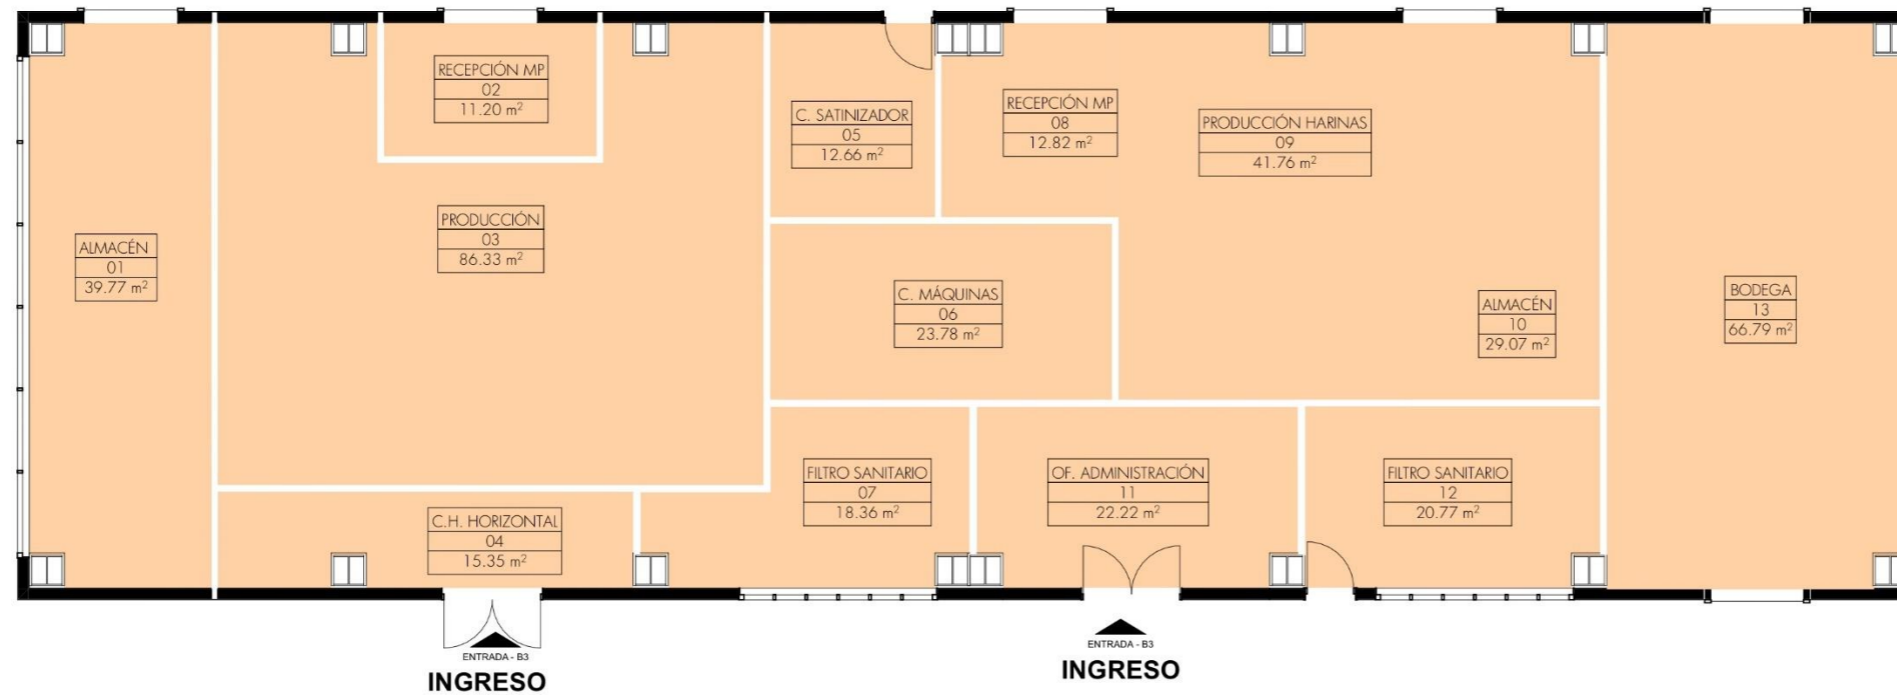 ALMACÉN
01
39.77 m²
RECEPCIÓN MP
02
11.20 m²
PRODUCCIÓN
03
86.33 m²
C.H. HORIZONTAL
04
15.35 m²
C. SATINIZADOR
05
12.66 m²
C. MÁQUINAS
06
23.78 m²
FILTRO SANITARIO
07
18.36 m²
RECEPCIÓN MP
08
12.82 m²
PRODUCCIÓN HARINAS
09
41.76 m²
ALMACÉN
10
29.07 m²
OF. ADMINISTRACIÓN
11
22.22 m²
FILTRO SANITARIO
12
20.77 m²
BODEGA
13
66.79 m²
ENTRADA - B3
INGRESO
ENTRADA - B3
INGRESO